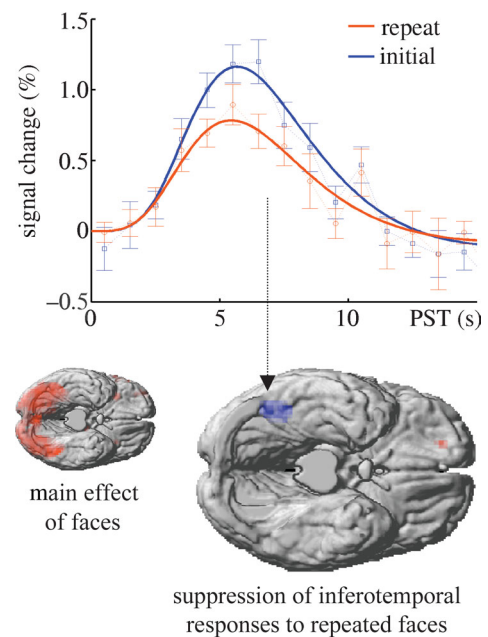 repeat
initial
signal change (%)
1.5
1.0
0.5
0
–0.5
0
5
10
PST (s)
main effect
of faces
suppression of inferotemporal
responses to repeated faces